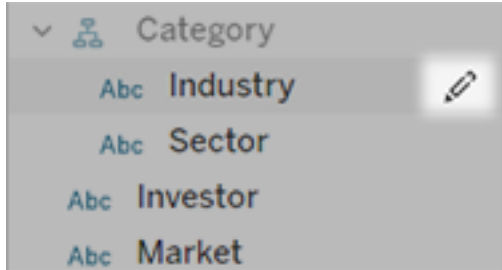 Category
Abc Industry
Abc Sector
Abc Investor
Abc Market